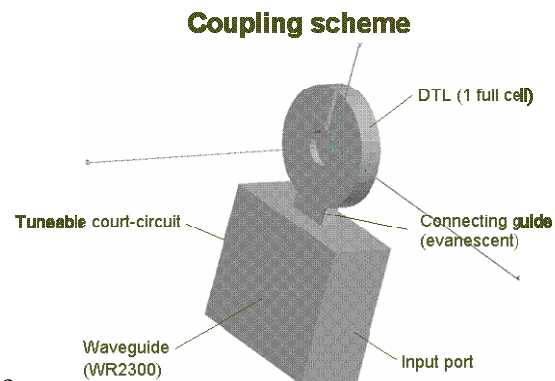 Coupling scheme
DTL (1 full cell)
Tuneable court-circuit
Connecting guide
(evanescent)
Waveguide
(WR2300)
Input port